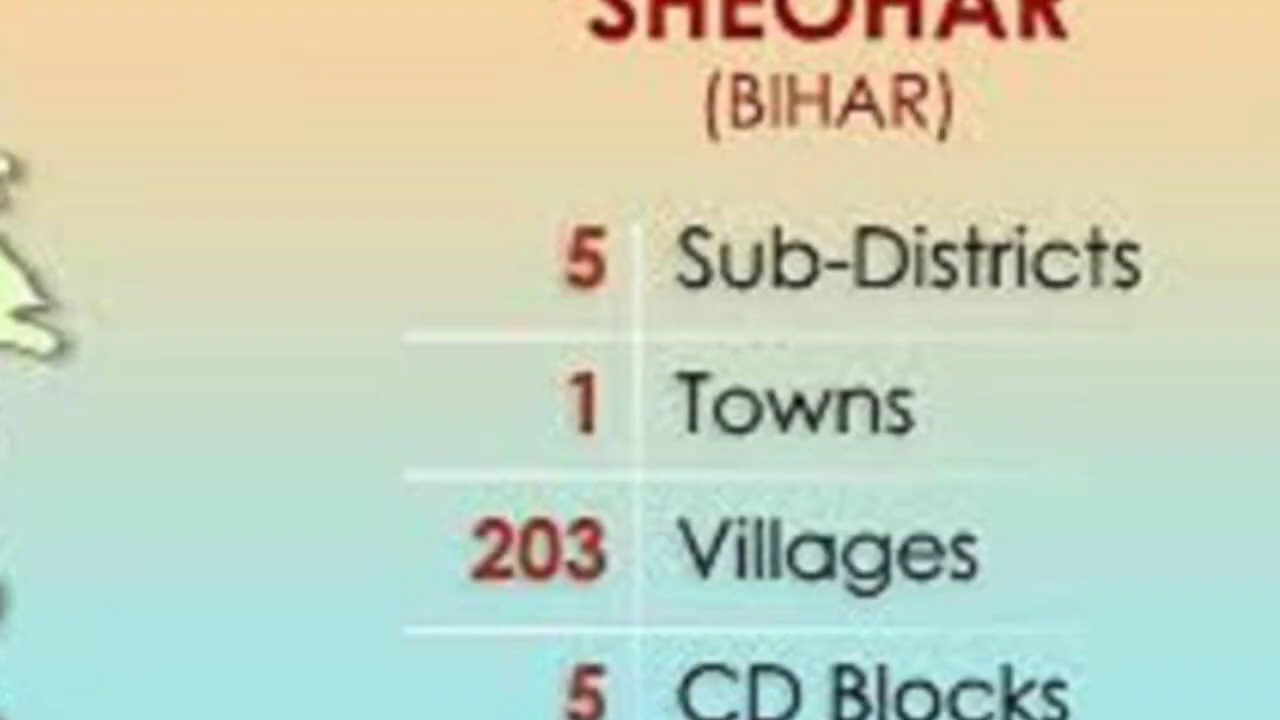 SHEOHAR
(BIHAR)
5 Sub-Districts
1 Towns
203 Villages
5 CD Blocks